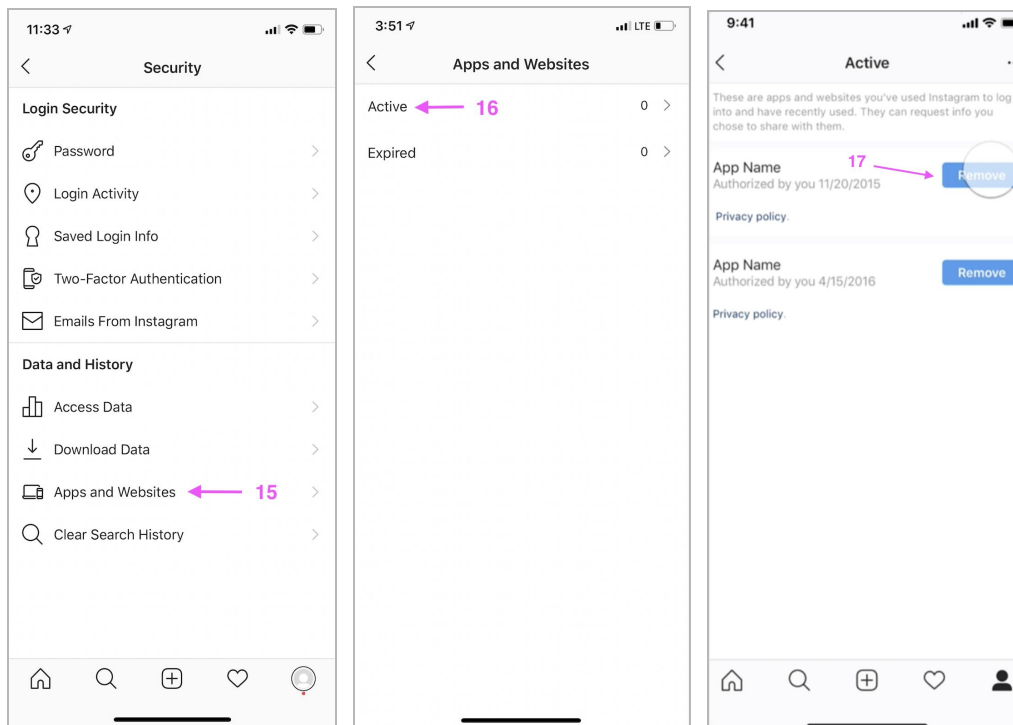 11:33
Security
Login Security
Password
Login Activity
Saved Login Info
Two-Factor Authentication
Emails From Instagram
Data and History
Access Data
Download Data
Apps and Websites 15
Clear Search History
3:51 LTE
Apps and Websites
Active 16 0
Expired 0
9:41
Active
These are apps and websites you've used Instagram to log
into and have recently used. They can request info you
chose to share with them.
App Name 17 Remove
Authorized by you 11/20/2015
Privacy policy.
App Name
Authorized by you 4/15/2016 Remove
Privacy policy.